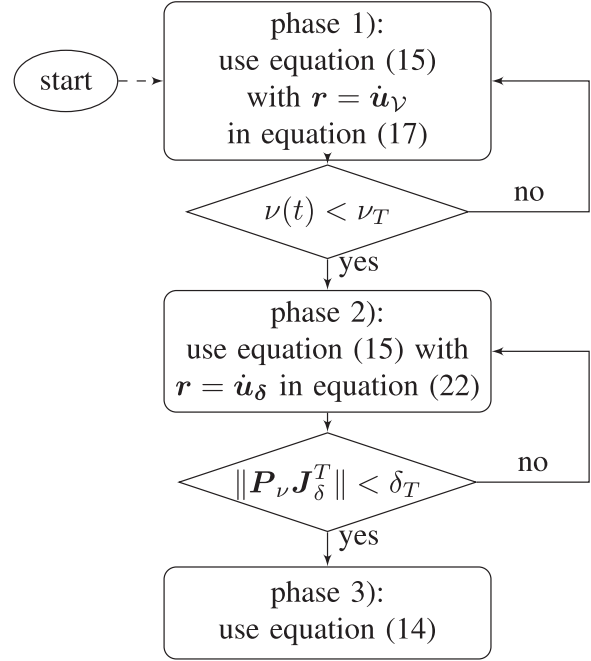 start
phase 1):
use equation (15)
with 𝒓 = 𝒖̇_𝒱
in equation (17)
ν(t) < ν_T
no
yes
phase 2):
use equation (15) with
𝒓 = 𝒖̇_𝜹 in equation (22)
‖𝑷_ν 𝑱_δ^T‖ < δ_T
no
yes
phase 3):
use equation (14)